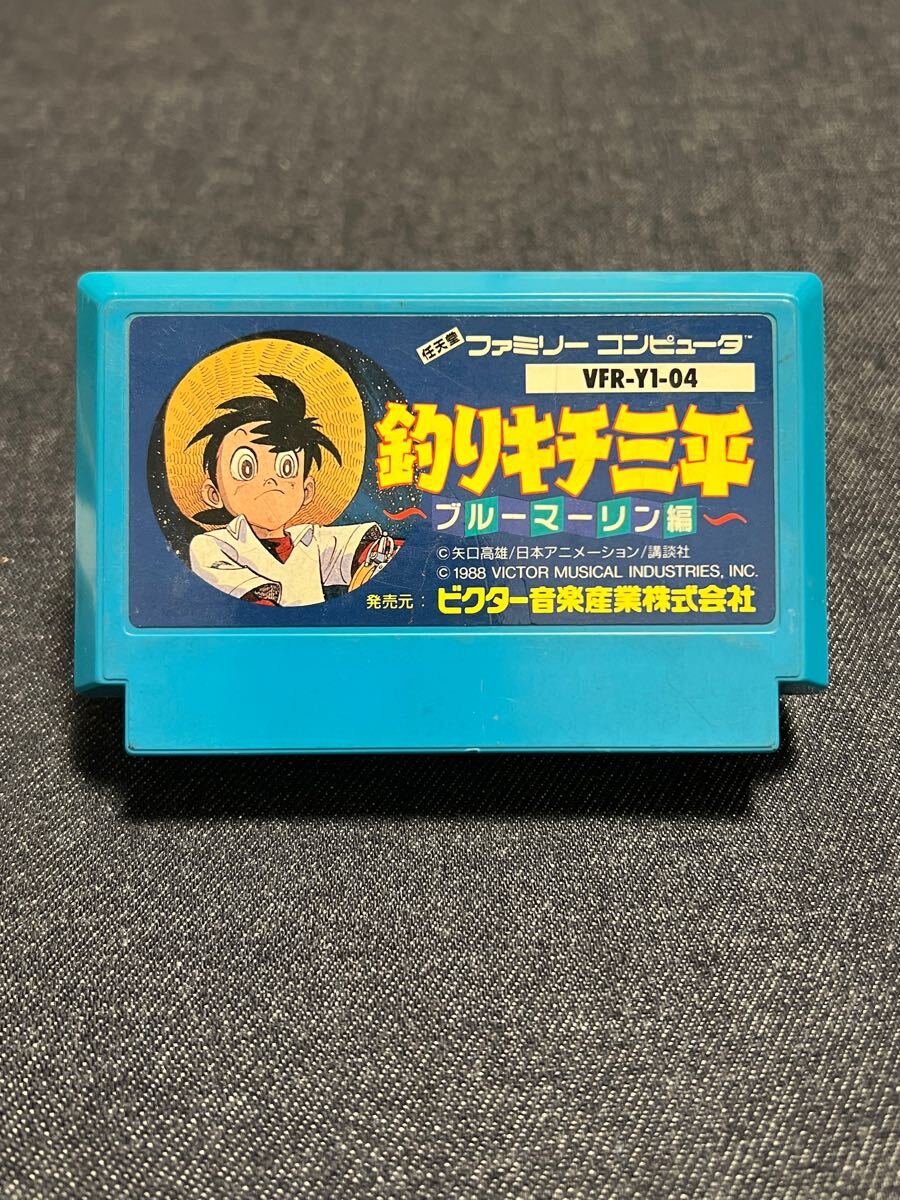 任天堂 ファミリー コンピュータ™
VFR-Y1-04
釣りキチ三平
～ブルーマーリン編～
©矢口高雄/日本アニメーション/講談社
©1988 VICTOR MUSICAL INDUSTRIES, INC.
発売元：ビクター音楽産業株式会社